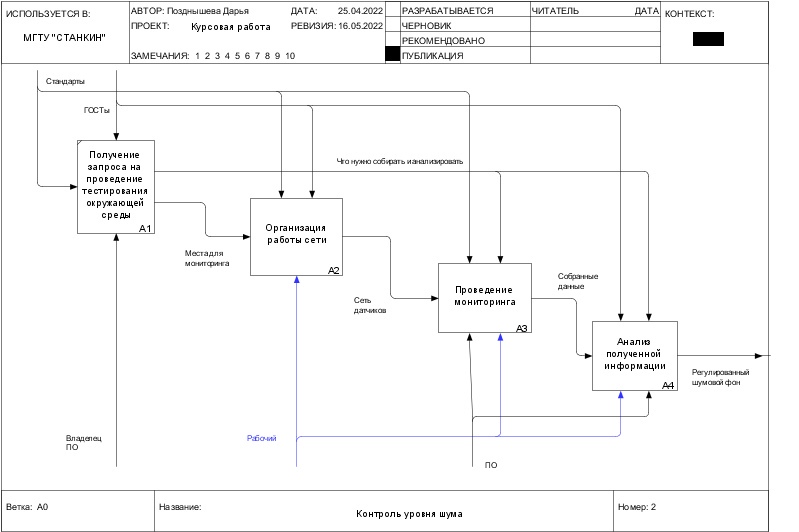 ИСПОЛЬЗУЕТСЯ В:
МГТУ "СТАНКИН"
АВТОР: Позднышева Дарья
ДАТА: 25.04.2022
ПРОЕКТ: Курсовая работа
РЕВИЗИЯ: 16.05.2022
ЗАМЕЧАНИЯ: 1 2 3 4 5 6 7 8 9 10
РАЗРАБАТЫВАЕТСЯ
ЧЕРНОВИК
РЕКОМЕНДОВАНО
ПУБЛИКАЦИЯ
ЧИТАТЕЛЬ
ДАТА
КОНТЕКСТ:
Стандарты
ГОСТы
Получение
запроса на
проведение
тестирования
окружающей
среды
A1
Что нужно собирать и анализировать
Места для
мониторинга
Организация
работы сети
A2
Сеть
датчиков
Проведение
мониторинга
A3
Собранные
данные
Анализ
полученной
информации
A4
Регулированный
шумовой фон
Владелец
ПО
Рабочий
ПО
Ветка: A0
Название:
Контроль уровня шума
Номер: 2